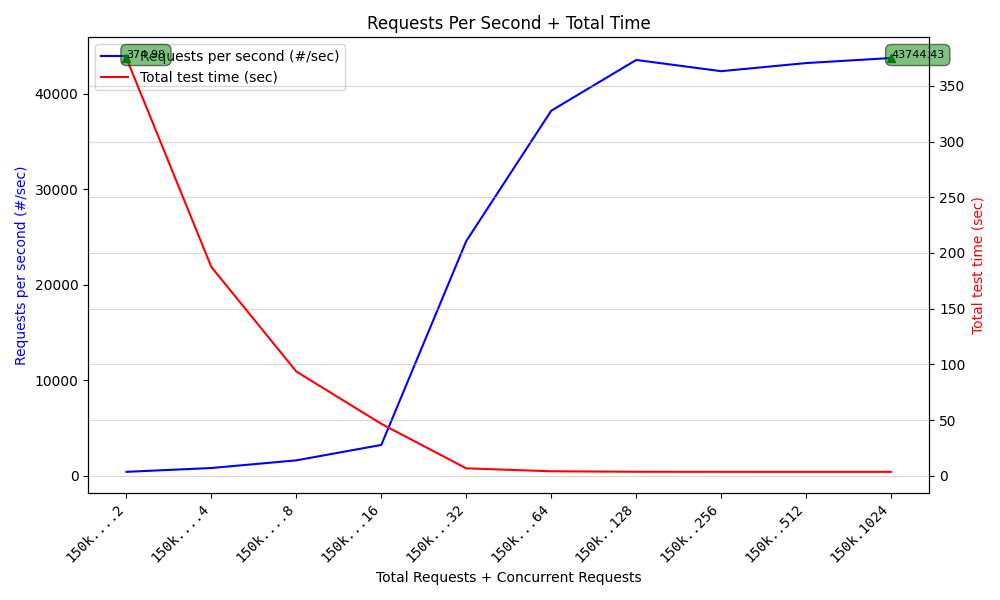 Requests Per Second + Total Time
374.98
Requests per second (#/sec)
Total test time (sec)
43744.43
40000
30000
20000
10000
0
Requests per second (#/sec)
350
300
250
200
150
100
50
0
Total test time (sec)
150k....2
150k....4
150k....8
150k...16
150k...32
150k...64
150k..128
150k..256
150k..512
150k.1024
Total Requests + Concurrent Requests